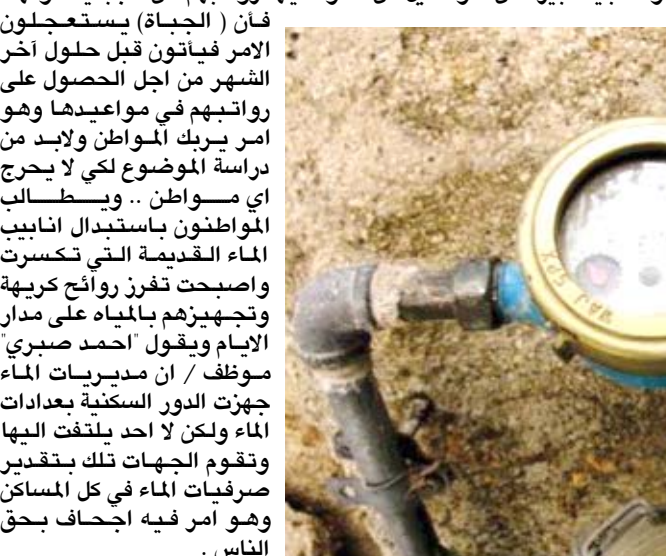 فأن ( الجباة) يستعجلون
الامر فيأتون قبل حلول آخر
الشهر من اجل الحصول على
رواتبهم في مواعيدها وهو
امر يربك المواطن ولابد من
دراسة الموضوع لكي لا يحرج
اي مواطن .. ويطالب
المواطنون باستبدال انابيب
الماء القديمة التي تكسرت
واصبحت تفرز روائح كريهة
وتجهيزهم بالمياه على مدار
الايام ويقول "احمد صبري"
موظف / ان مديريات الماء
جهزت الدور السكنية بعدادات
الماء ولكن لا احد يلتفت اليها
وتقوم الجهات تلك بتقدير
صرفيات الماء في كل المساكن
وهو امر فيه اجحاف بحق
الناس .